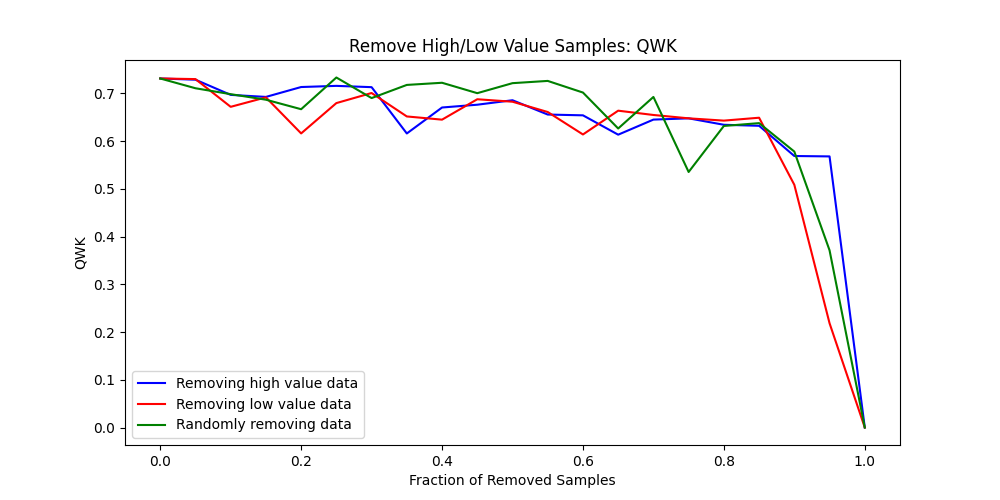 Remove High/Low Value Samples: QWK
QWK
0.7
0.6
0.5
0.4
0.3
0.2
0.1
0.0
Removing high value data
Removing low value data
Randomly removing data
0.0 0.2 0.4 0.6 0.8 1.0
Fraction of Removed Samples